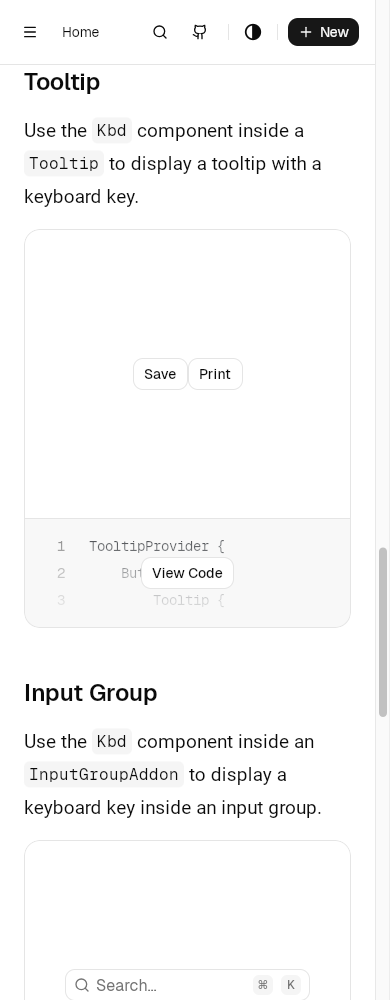 Home
New
Tooltip
Use the Kbd component inside a
Tooltip to display a tooltip with a
keyboard key.
Save Print
1 TooltipProvider {
2 But
View Code
3 Tooltip {
Input Group
Use the Kbd component inside an
InputGroupAddon to display a
keyboard key inside an input group.
Search... ⌘ K